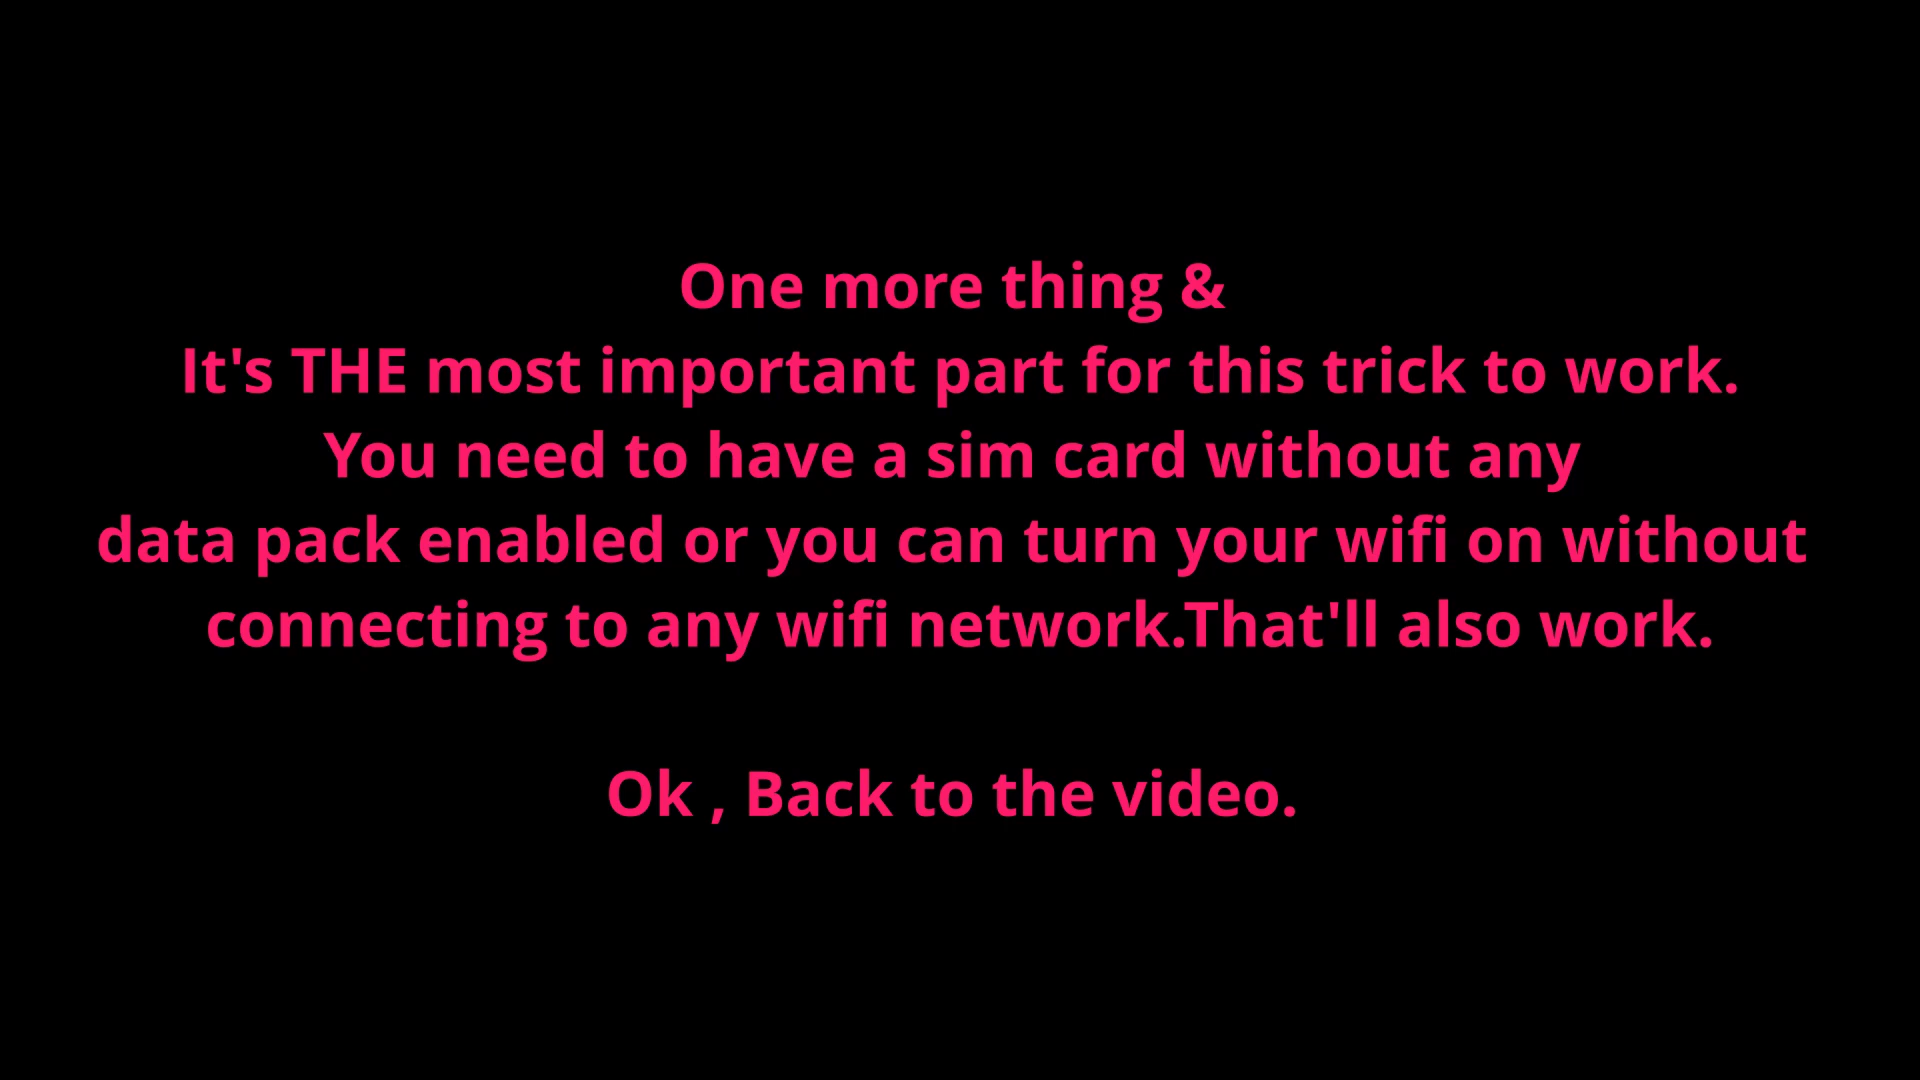 One more thing &
It's THE most important part for this trick to work.
You need to have a sim card without any
data pack enabled or you can turn your wifi on without
connecting to any wifi network.That'll also work.
Ok , Back to the video.